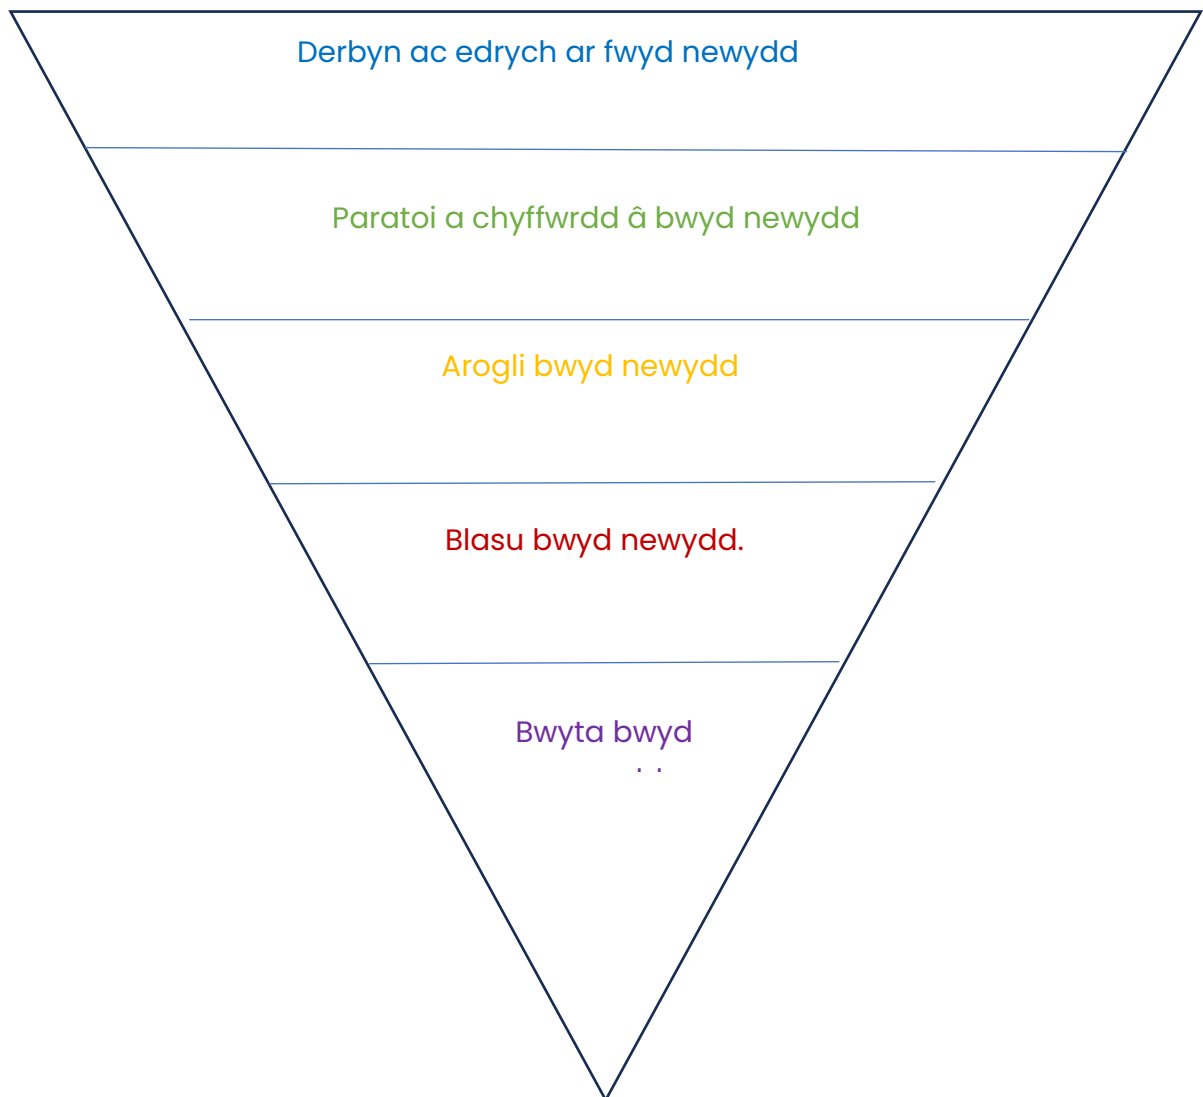 Derbyn ac edrych ar fwyd newydd
Paratoi a chyffwrdd â bwyd newydd
Arogli bwyd newydd
Blasu bwyd newydd.
Bwyta bwyd